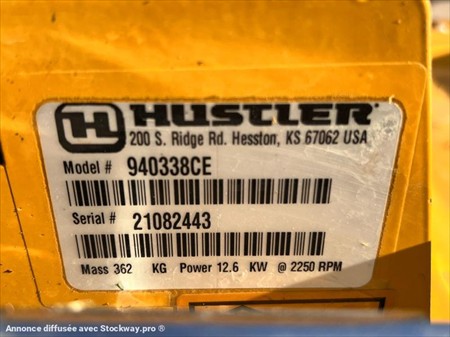 HUSTLER
200 S. Ridge Rd. Hesston, KS 67062 USA
Model # 940338CE
Serial # 21082443
Mass 362 KG Power 12.6 KW @ 2250 RPM
Annonce diffusée avec Stockway.pro ®